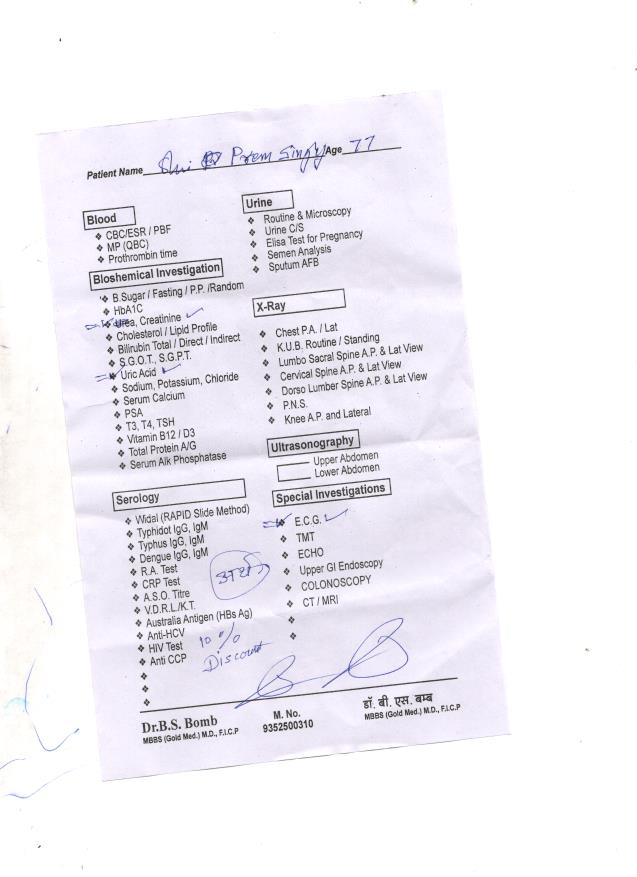 Patient Name Prem Singh Age 77
Blood
❖ CBC/ESR / PBF
❖ MP (QBC)
❖ Prothrombin time
Bioshemical Investigation
❖ B.Sugar / Fasting / P.P. /Random
❖ HbA1C
❖ Urea, Creatinine ✓
❖ Cholesterol / Lipid Profile
❖ Bilirubin Total / Direct / Indirect
❖ S.G.O.T., S.G.P.T.
❖ Uric Acid ✓
❖ Sodium, Potassium, Chloride
❖ Serum Calcium
❖ PSA
❖ T3, T4, TSH
❖ Vitamin B12 / D3
❖ Total Protein A/G
❖ Serum Alk Phosphatase
Serology
❖ Widal (RAPID Slide Method)
❖ Typhidot IgG, IgM
❖ Typhus IgG, IgM
❖ Dengue IgG, IgM
❖ R.A. Test
❖ CRP Test
❖ A.S.O. Titre
❖ V.D.R.L./K.T.
❖ Australia Antigen (HBs Ag)
❖ Anti-HCV
❖ HIV Test
❖ Anti CCP
10%
Discount
Urine
❖ Routine & Microscopy
❖ Urine C/S
❖ Elisa Test for Pregnancy
❖ Semen Analysis
❖ Sputum AFB
X-Ray
❖ Chest P.A. / Lat
❖ K.U.B. Routine / Standing
❖ Lumbo Sacral Spine A.P. & Lat View
❖ Cervical Spine A.P. & Lat View
❖ Dorso Lumber Spine A.P. & Lat View
❖ P.N.S.
❖ Knee A.P. and Lateral
Ultrasonography
Upper Abdomen
Lower Abdomen
Special Investigations
❖ E.C.G. ✓
❖ TMT
❖ ECHO
❖ Upper GI Endoscopy
❖ COLONOSCOPY
❖ CT / MRI
Dr.B.S. Bomb
MBBS (Gold Med.) M.D., F.I.C.P
M. No.
9352500310
डॉ. बी. एस. बम्ब
MBBS (Gold Med.) M.D., F.I.C.P